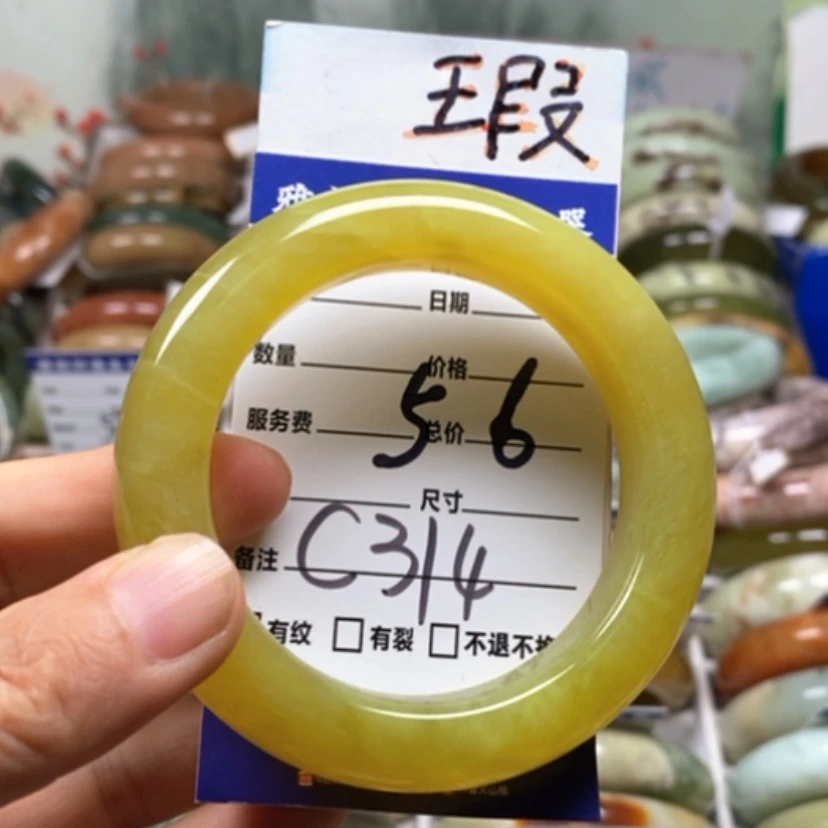 瑕
雅
日期
数量 价格
56
服务费 总价
尺寸
C314
备注
有纹 有裂 不退不换